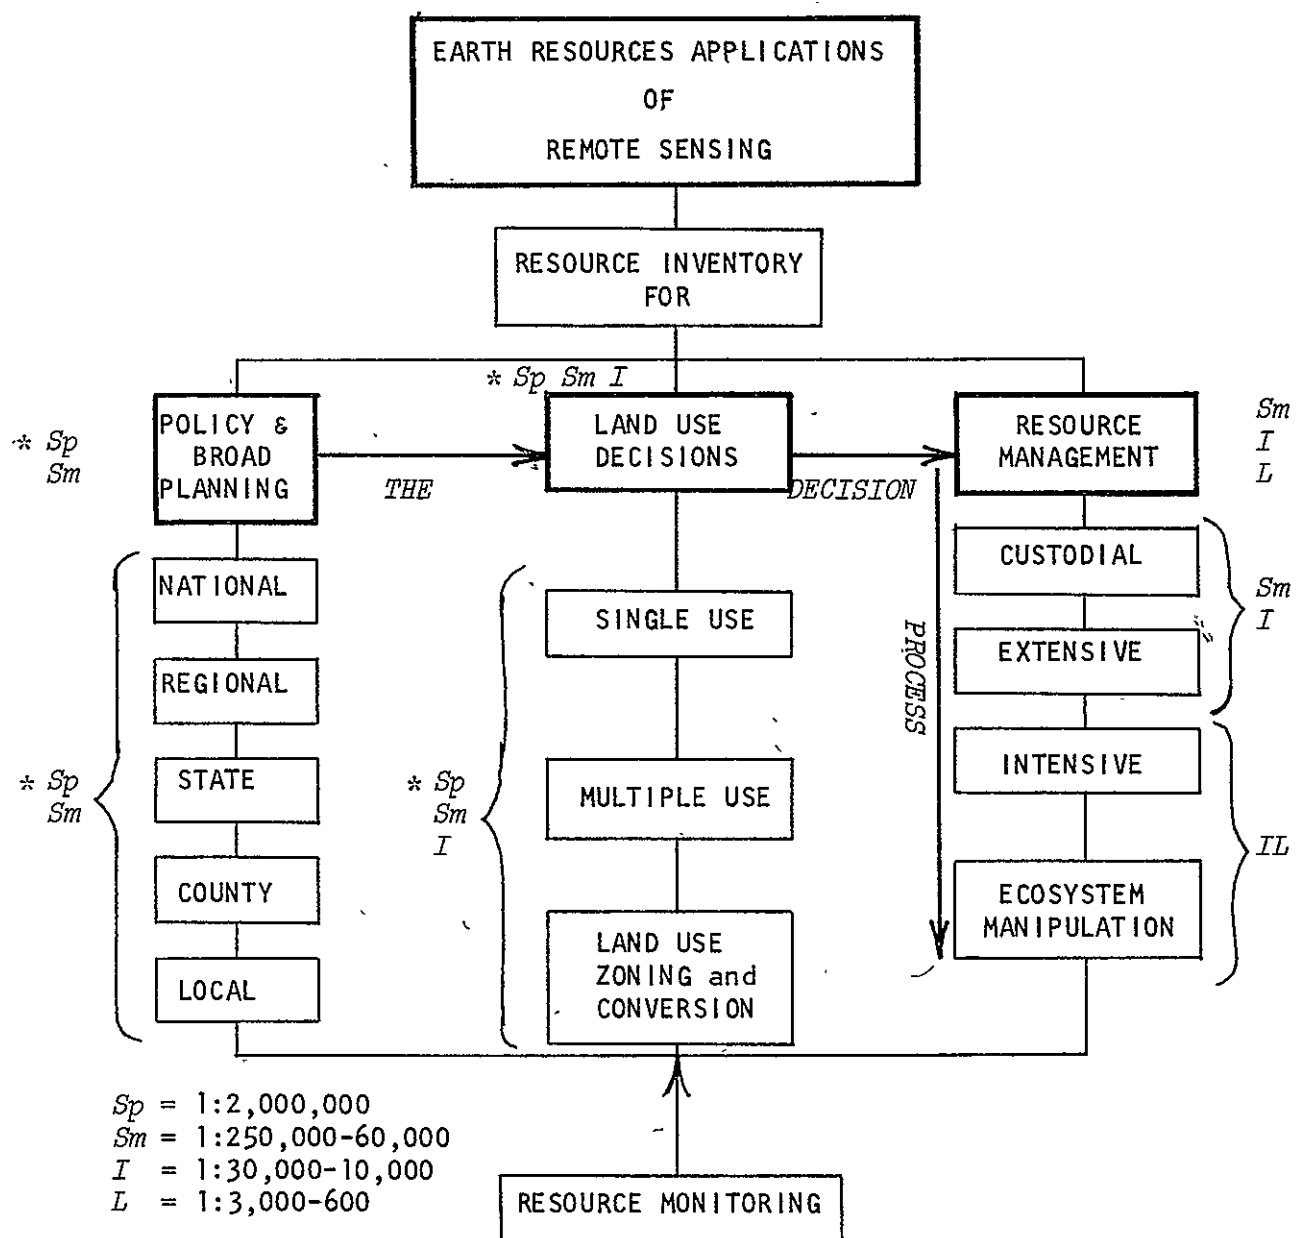 EARTH RESOURCES APPLICATIONS
OF
REMOTE SENSING
RESOURCE INVENTORY
FOR
* Sp Sm I
* Sp
Sm
POLICY &
BROAD
PLANNING
THE
LAND USE
DECISIONS
DECISION
RESOURCE
MANAGEMENT
Sm
I
L
PROCESS
* Sp
Sm
NATIONAL
REGIONAL
STATE
COUNTY
LOCAL
* Sp
Sm
I
SINGLE USE
MULTIPLE USE
LAND USE
ZONING and
CONVERSION
CUSTODIAL
EXTENSIVE
Sm
I
INTENSIVE
ECOSYSTEM
MANIPULATION
IL
Sp = 1:2,000,000
Sm = 1:250,000-60,000
I = 1:30,000-10,000
L = 1:3,000-600
RESOURCE MONITORING